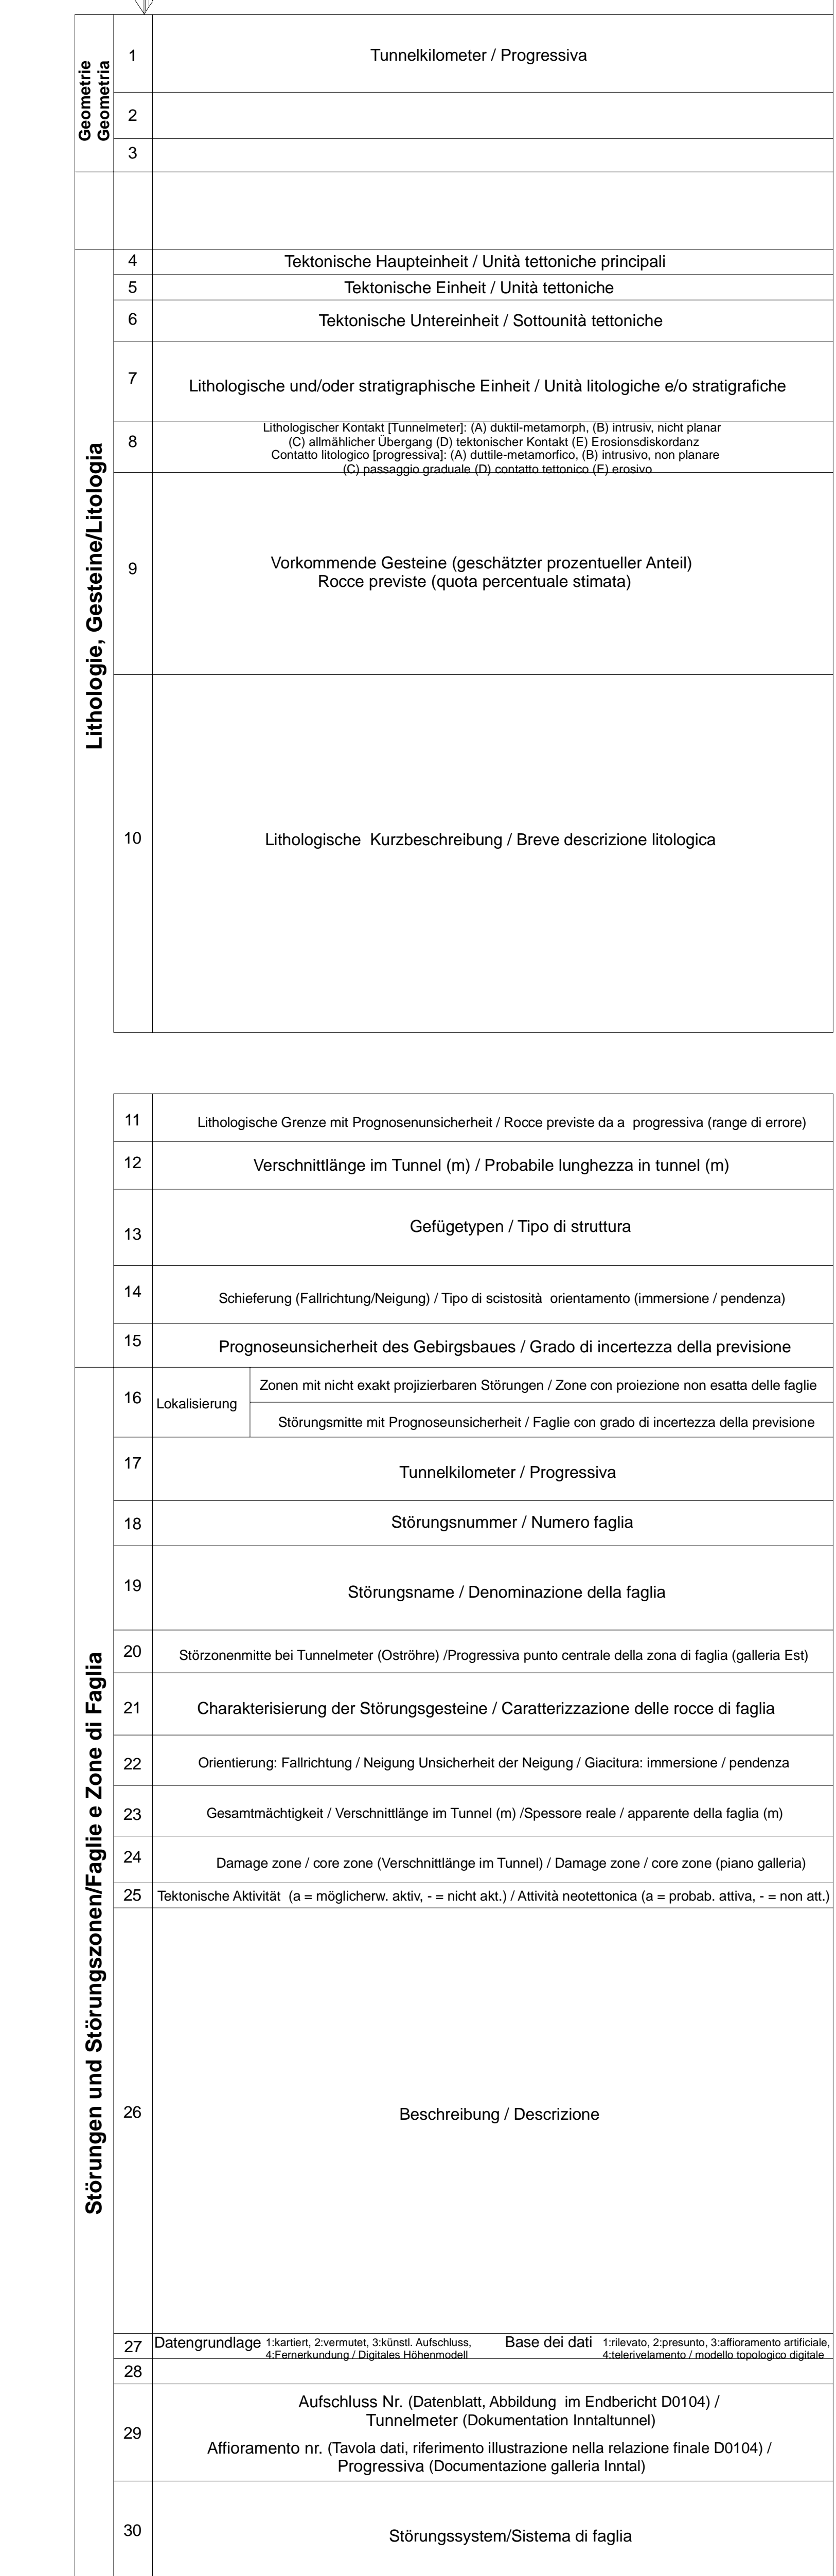 Geometrie
Geometria
1
Tunnelkilometer / Progressiva
2
3
Lithologie, Gesteine/Litologia
4
Tektonische Haupteinheit / Unità tettoniche principali
5
Tektonische Einheit / Unità tettoniche
6
Tektonische Untereinheit / Sottounità tettoniche
7
Lithologische und/oder stratigraphische Einheit / Unità litologiche e/o stratigrafiche
8
Lithologischer Kontakt [Tunnelmeter]: (A) duktil-metamorph, (B) intrusiv, nicht planar
(C) allmählicher Übergang (D) tektonischer Kontakt (E) Erosionsdiskordanz
Contatto litologico [progressiva]: (A) duttile-metamorfico, (B) intrusivo, non planare
(C) passaggio graduale (D) contatto tettonico (E) erosivo
9
Vorkommende Gesteine (geschätzter prozentueller Anteil)
Rocce previste (quota percentuale stimata)
10
Lithologische  Kurzbeschreibung / Breve descrizione litologica
11
Lithologische Grenze mit Prognosenunsicherheit / Rocce previste da a  progressiva (range di errore)
12
Verschnittlänge im Tunnel (m) / Probabile lunghezza in tunnel (m)
13
Gefügetypen / Tipo di struttura
14
Schieferung (Fallrichtung/Neigung) / Tipo di scistosità  orientamento (immersione / pendenza)
15
Prognoseunsicherheit des Gebirgsbaues / Grado di incertezza della previsione
Störungen und Störungszonen/Faglie e Zone di Faglia
16
Lokalisierung
Zonen mit nicht exakt projizierbaren Störungen / Zone con proiezione non esatta delle faglie
Störungsmitte mit Prognoseunsicherheit / Faglie con grado di incertezza della previsione
17
Tunnelkilometer / Progressiva
18
Störungsnummer / Numero faglia
19
Störungsname / Denominazione della faglia
20
Störzonenmitte bei Tunnelmeter (Oströhre) /Progressiva punto centrale della zona di faglia (galleria Est)
21
Charakterisierung der Störungsgesteine / Caratterizzazione delle rocce di faglia
22
Orientierung: Fallrichtung / Neigung Unsicherheit der Neigung / Giacitura: immersione / pendenza
23
Gesamtmächtigkeit / Verschnittlänge im Tunnel (m) /Spessore reale / apparente della faglia (m)
24
Damage zone / core zone (Verschnittlänge im Tunnel) / Damage zone / core zone (piano galleria)
25
Tektonische Aktivität  (a = möglicherw. aktiv, - = nicht akt.) / Attività neotettonica (a = probab. attiva, - = non att.)
26
Beschreibung / Descrizione
27
Datengrundlage 1:kartiert, 2:vermutet, 3:künstl. Aufschluss,
4:Fernerkundung / Digitales Höhenmodell
Base dei dati 1:rilevato, 2:presunto, 3:affioramento artificiale,
4:telerivelamento / modello topologico digitale
28
29
Aufschluss Nr. (Datenblatt, Abbildung  im Endbericht D0104) /
Tunnelmeter (Dokumentation Inntaltunnel)
Affioramento nr. (Tavola dati, riferimento illustrazione nella relazione finale D0104) /
Progressiva (Documentazione galleria Inntal)
30
Störungssystem/Sistema di faglia